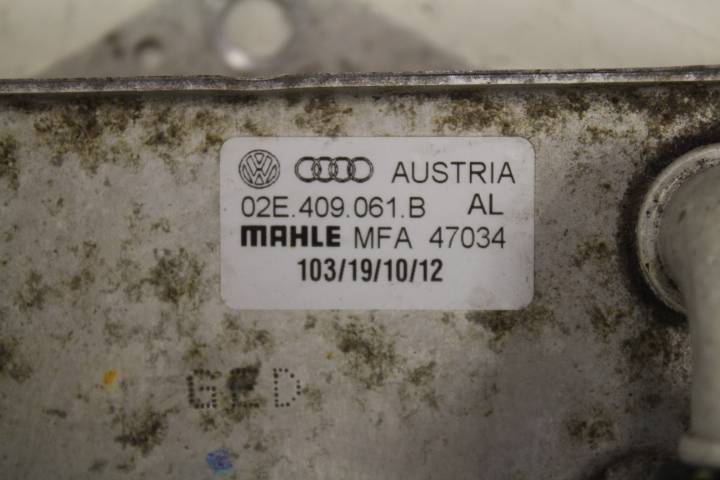 AUSTRIA
02E.409.061.B AL
MAHLE MFA 47034
103/19/10/12
GED